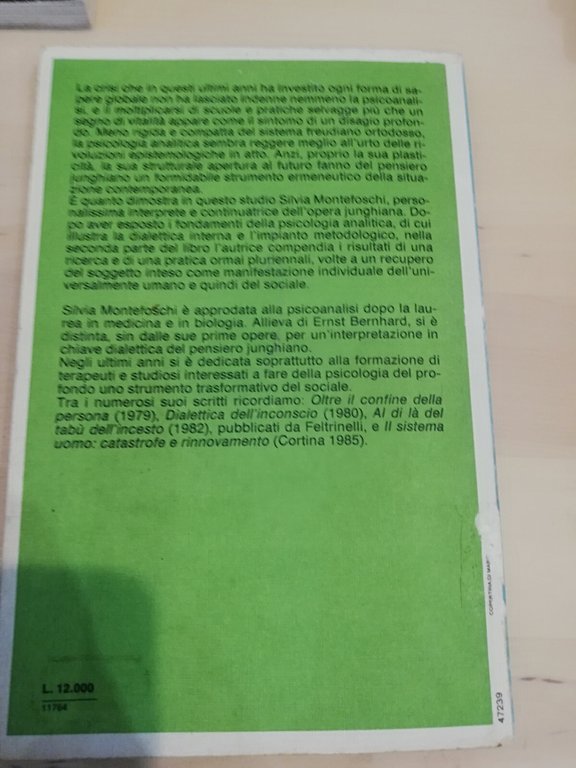 La crisi che in questi ultimi anni ha investito ogni forma di sa-
pere globale non ha lasciato indenne nemmeno la psicoanali-
si, e il moltiplicarsi di scuole e pratiche selvagge più che un
segno di vitalità appare come il sintomo di un disagio profon-
do. Meno rigida e compatta del sistema freudiano ortodosso,
la psicologia analitica sembra reggere meglio all'urto delle ri-
voluzioni epistemologiche in atto. Anzi, proprio la sua plasti-
cità, la sua strutturale apertura al futuro fanno del pensiero
junghiano un formidabile strumento ermeneutico della situa-
zione contemporanea.
È quanto dimostra in questo studio Silvia Montefoschi, perso-
nalissima interprete e continuatrice dell'opera junghiana. Do-
po aver esposto i fondamenti della psicologia analitica, di cui
illustra la dialettica interna e l'impianto metodologico, nella
seconda parte del libro l'autrice compendia i risultati di una
ricerca e di una pratica ormai pluriennali, volte a un recupero
del soggetto inteso come manifestazione individuale dell'uni-
versalmente umano e quindi del sociale.
Silvia Montefoschi è approdata alla psicoanalisi dopo la lau-
rea in medicina e in biologia. Allieva di Ernst Bernhard, si è
distinta, sin dalle sue prime opere, per un'interpretazione in
chiave dialettica del pensiero junghiano.
Negli ultimi anni si è dedicata soprattutto alla formazione di
terapeuti e studiosi interessati a fare della psicologia del pro-
fondo uno strumento trasformativo del sociale.
Tra i numerosi suoi scritti ricordiamo: Oltre il confine della
persona (1979), Dialettica dell'inconscio (1980), Al di là del
tabù dell'incesto (1982), pubblicati da Feltrinelli, e Il sistema
uomo: catastrofe e rinnovamento (Cortina 1985).
COPERTINA DI
L. 12.000
11764
47239